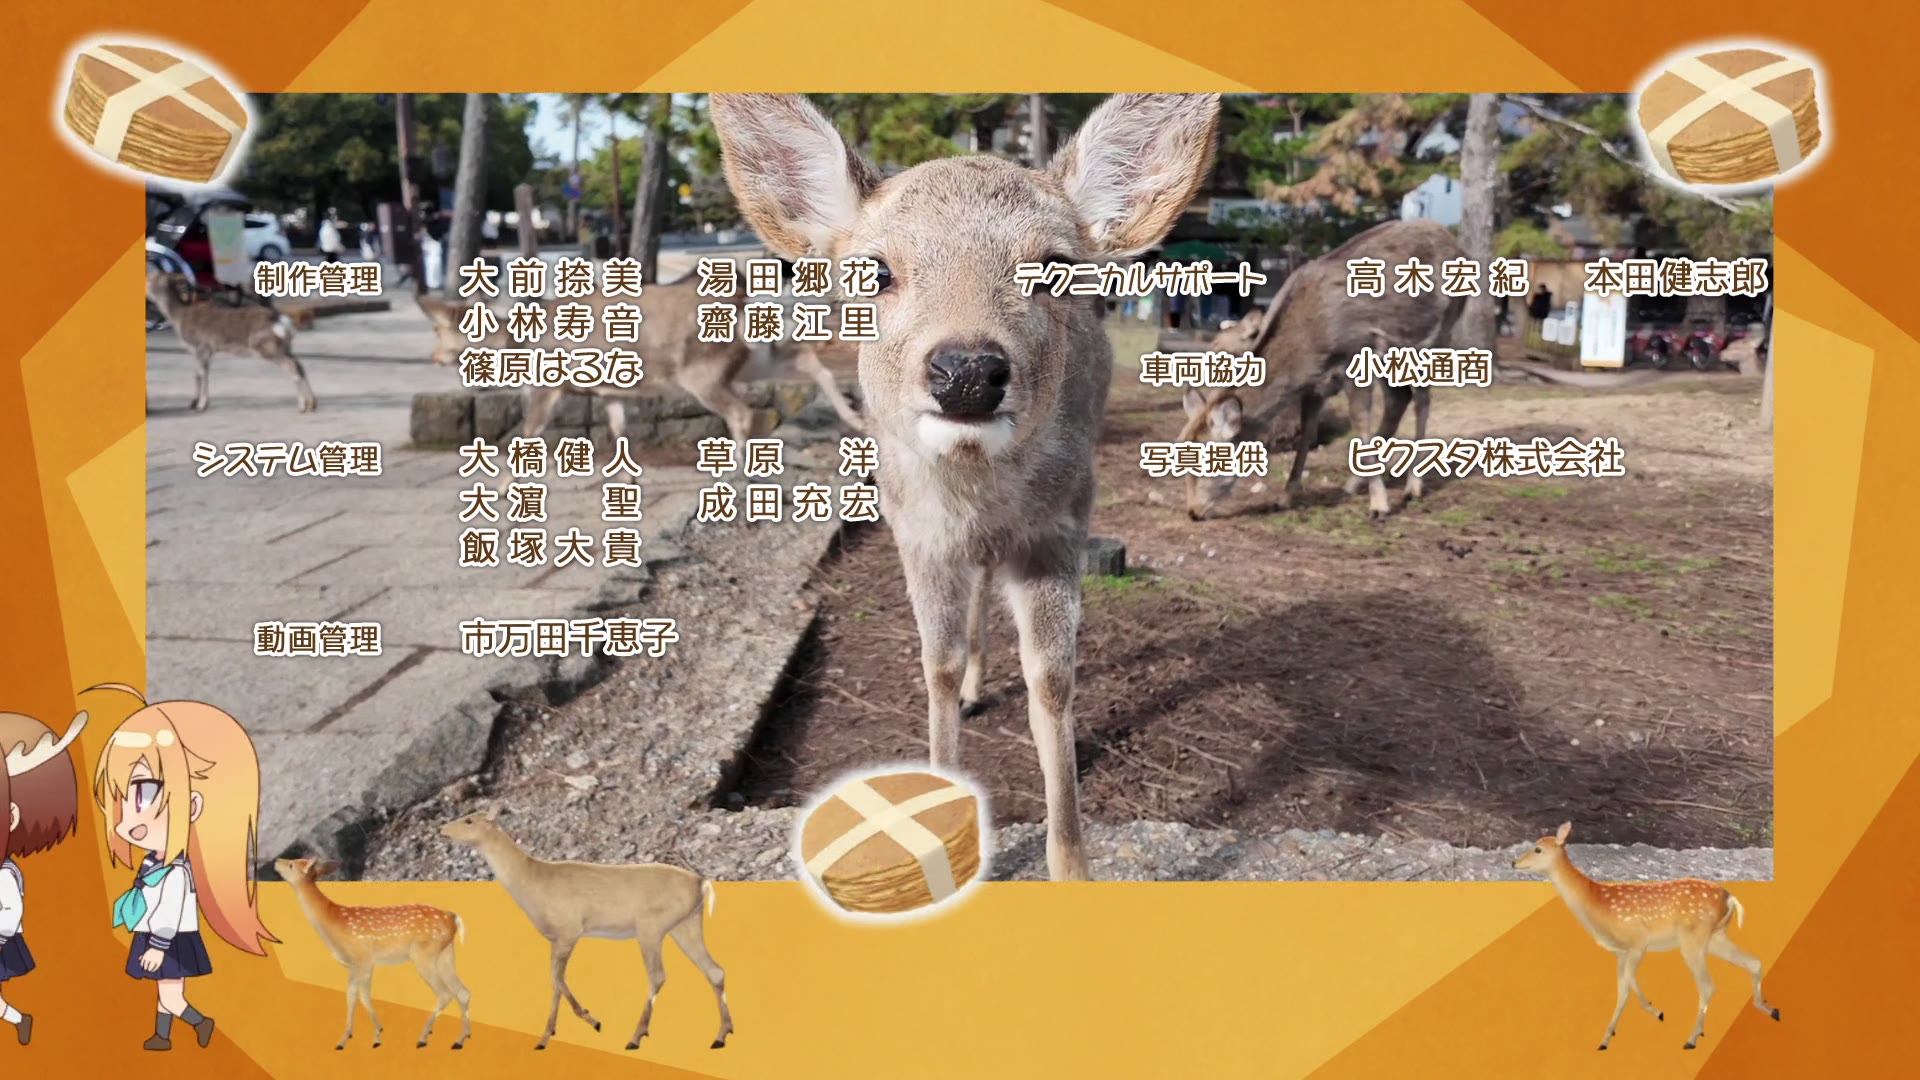 制作管理 大前捺美 湯田郷花
小林寿音 齋藤江里
篠原はるな
システム管理 大橋健人 草原洋
大濵聖 成田充宏
飯塚大貴
動画管理 市万田千恵子
テクニカルサポート 高木宏紀 本田健志郎
車両協力 小松通商
写真提供 ピクスタ株式会社